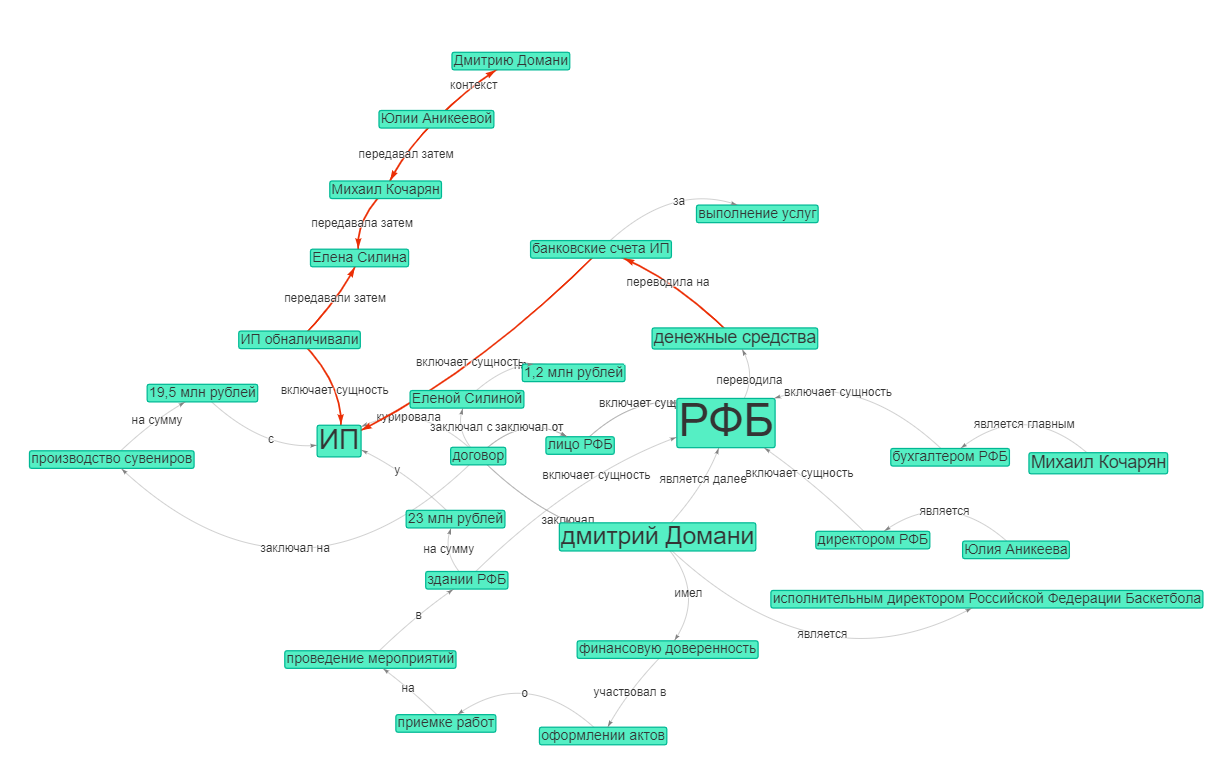 Дмитрию Домани
контекст
Юлии Аникеевой
передавал затем
Михаил Кочарян
за
выполнение услуг
передавала затем
банковские счета ИП
Елена Силина
переводила на
передавали затем
ИП обналичивали
денежные средства
включает сущность
1,2 млн рублей
переводила
включает сущность
19,5 млн рублей
включает сущность
Еленой Силиной
включает сущ
на сумму
курировала
РФБ
является главным
заключал с
заключал от
с
ИП
лицо РФБ
производство сувениров
договор
бухгалтером РФБ
Михаил Кочарян
у
включает сущность
является далее
включает сущность
23 млн рублей
заключал
является
заключал на
на сумму
дмитрий Домани
директором РФБ
Юлия Аникеева
здании РФБ
имел
исполнительным директором Российской Федерации Баскетбола
в
является
проведение мероприятий
финансовую доверенность
на
о
участвовал в
приемке работ
оформлении актов